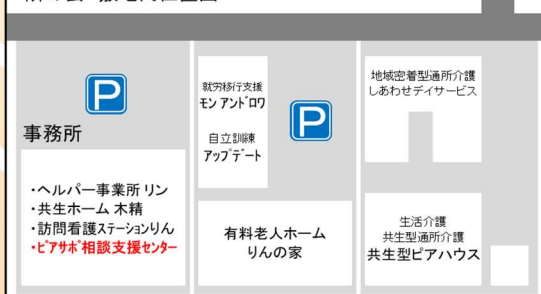 P
事務所
・ヘルパー事業所 リン
・共生ホーム 木精
・訪問看護ステーションりん
・ピアサポ相談支援センター
就労移行支援
モン アンドロワ
自立訓練
アップデート
P
有料老人ホーム
りんの家
地域密着型通所介護
しあわせデイサービス
生活介護
共生型通所介護
共生型ピアハウス